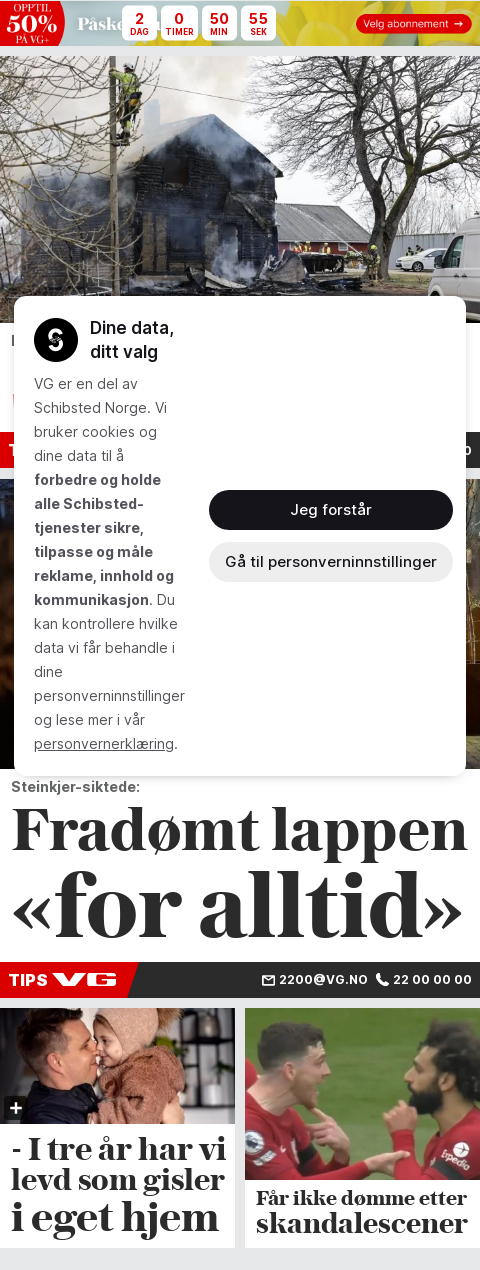 OPPTIL
50%
PÅ VG+
2 0 50 55
DAG TIMER MIN SEK
Velg abonnement →
Dine data,
ditt valg
VG er en del av
Schibsted Norge. Vi
bruker cookies og
dine data til å
forbedre og holde
alle Schibsted-
tjenester sikre,
tilpasse og måle
reklame, innhold og
kommunikasjon. Du
kan kontrollere hvilke
data vi får behandle i
dine
personverninnstillinger
og lese mer i vår
personvernerklæring.
Jeg forstår
Gå til personverninnstillinger
Steinkjer-siktede:
Fradømt lappen
«for alltid»
TIPS VG 2200@VG.NO 22 00 00 00
- I tre år har vi
levd som gisler
i eget hjem
Expedia
Får ikke dømme etter
skandalescener